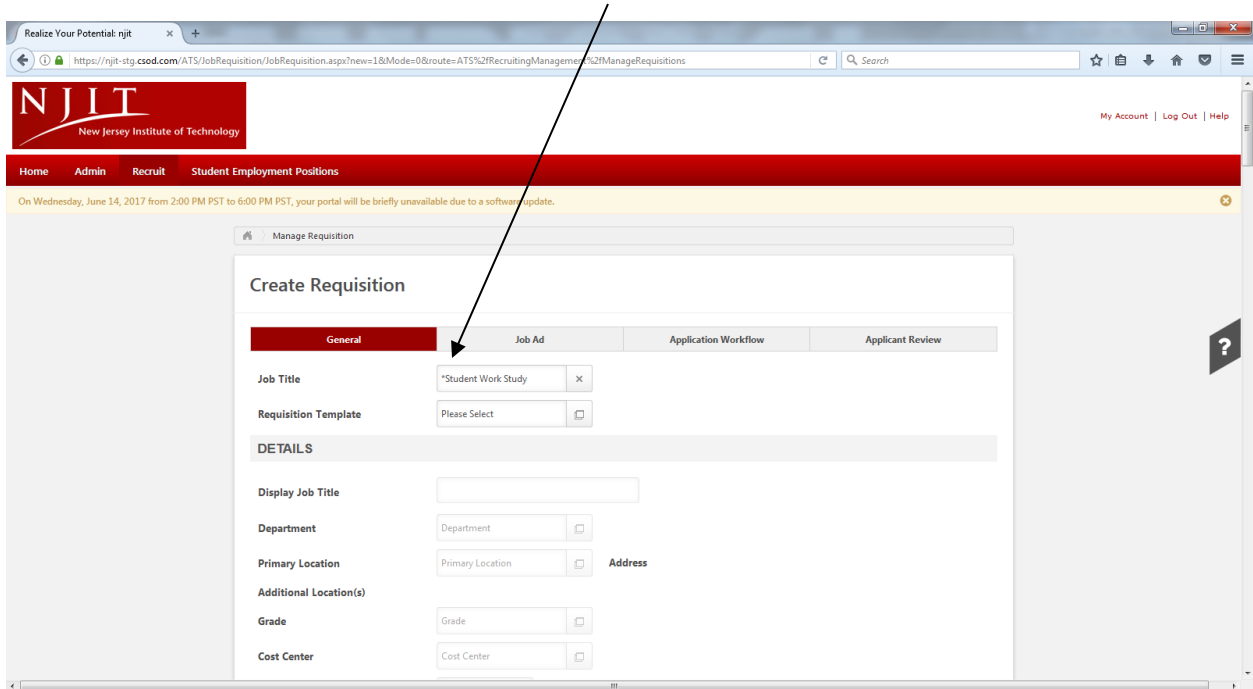 Realize Your Potential: njit × +
https://njit-stg.csod.com/ATS/JobRequisition/JobRequisition.aspx?new=1&Mode=0&route=ATS%2fRecruitingManagement%2fManageRequisitions Search
NJIT
New Jersey Institute of Technology
My Account | Log Out | Help
Home Admin Recruit Student Employment Positions
On Wednesday, June 14, 2017 from 2:00 PM PST to 6:00 PM PST, your portal will be briefly unavailable due to a software update.
Manage Requisition
Create Requisition
General Job Ad Application Workflow Applicant Review
?
Job Title *Student Work Study ×
Requisition Template Please Select
DETAILS
Display Job Title
Department Department
Primary Location Primary Location Address
Additional Location(s)
Grade Grade
Cost Center Cost Center